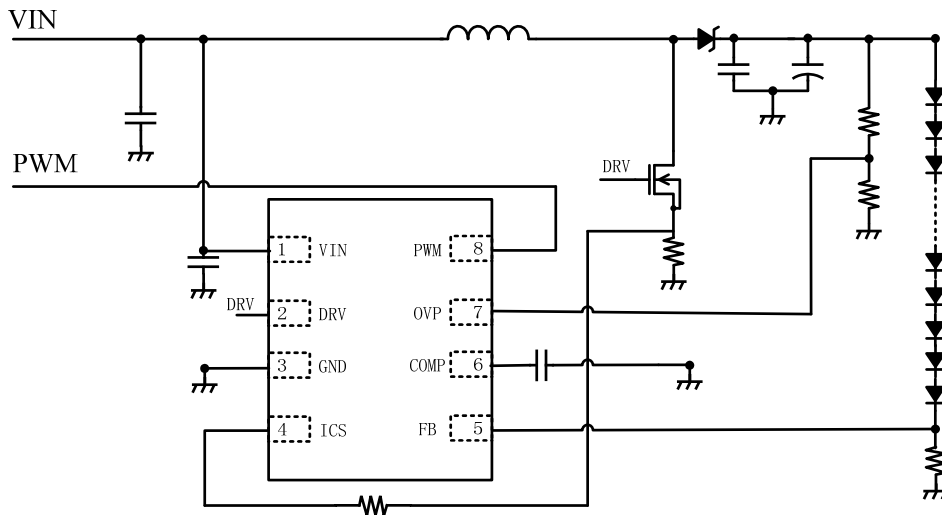 VIN
PWM
DRV
1 VIN
PWM 8
DRV
2 DRV
OVP 7
3 GND
COMP 6
4 ICS
FB 5